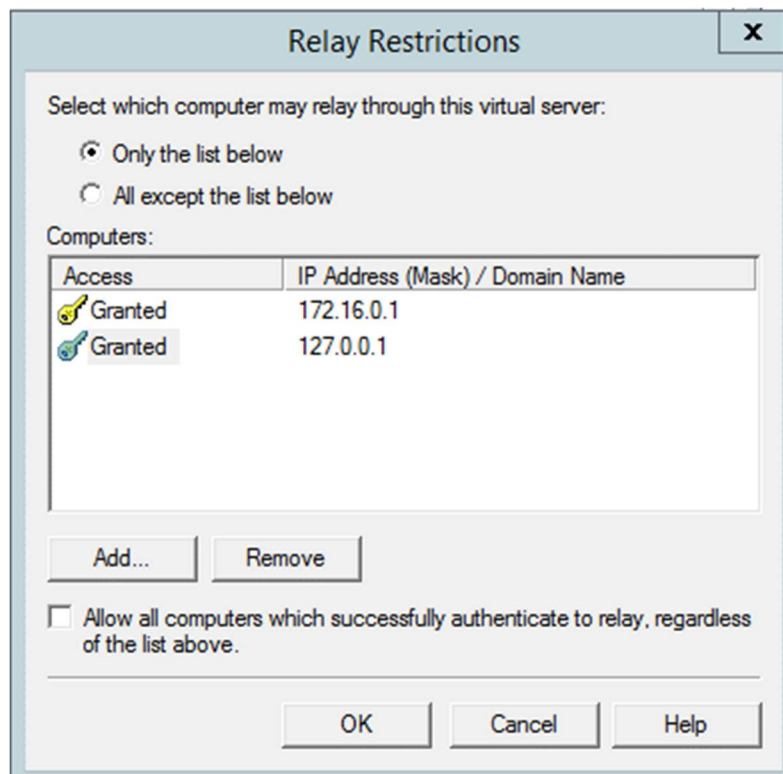 Relay Restrictions
x
Select which computer may relay through this virtual server:
Only the list below
All except the list below
Computers:
Access IP Address (Mask) / Domain Name
Granted 172.16.0.1
Granted 127.0.0.1
Add... Remove
Allow all computers which successfully authenticate to relay, regardless
of the list above.
OK Cancel Help